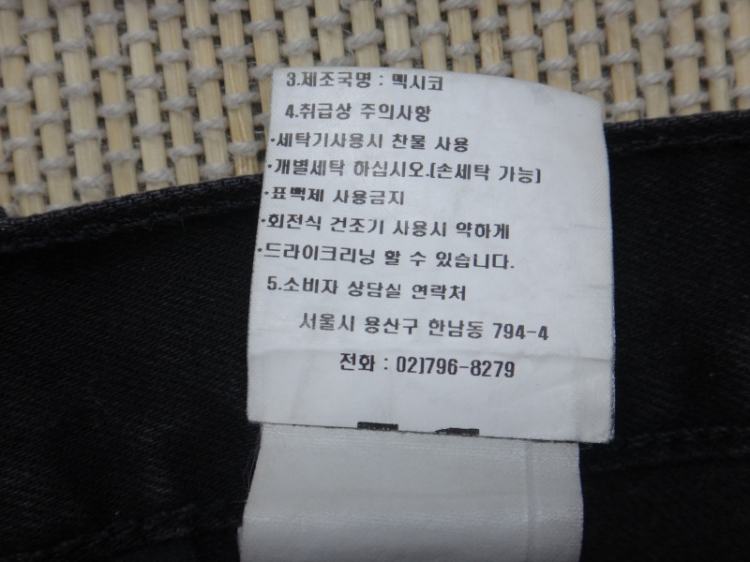 3.제조국명 : 멕시코
4.취급상 주의사항
·세탁기사용시 찬물 사용
·개별세탁 하십시오.(손세탁 가능)
·표백제 사용금지
·회전식 건조기 사용시 약하게
·드라이크리닝 할 수 있습니다.
5.소비자 상담실 연락처
서울시 용산구 한남동 794-4
전화 : 02)796-8279